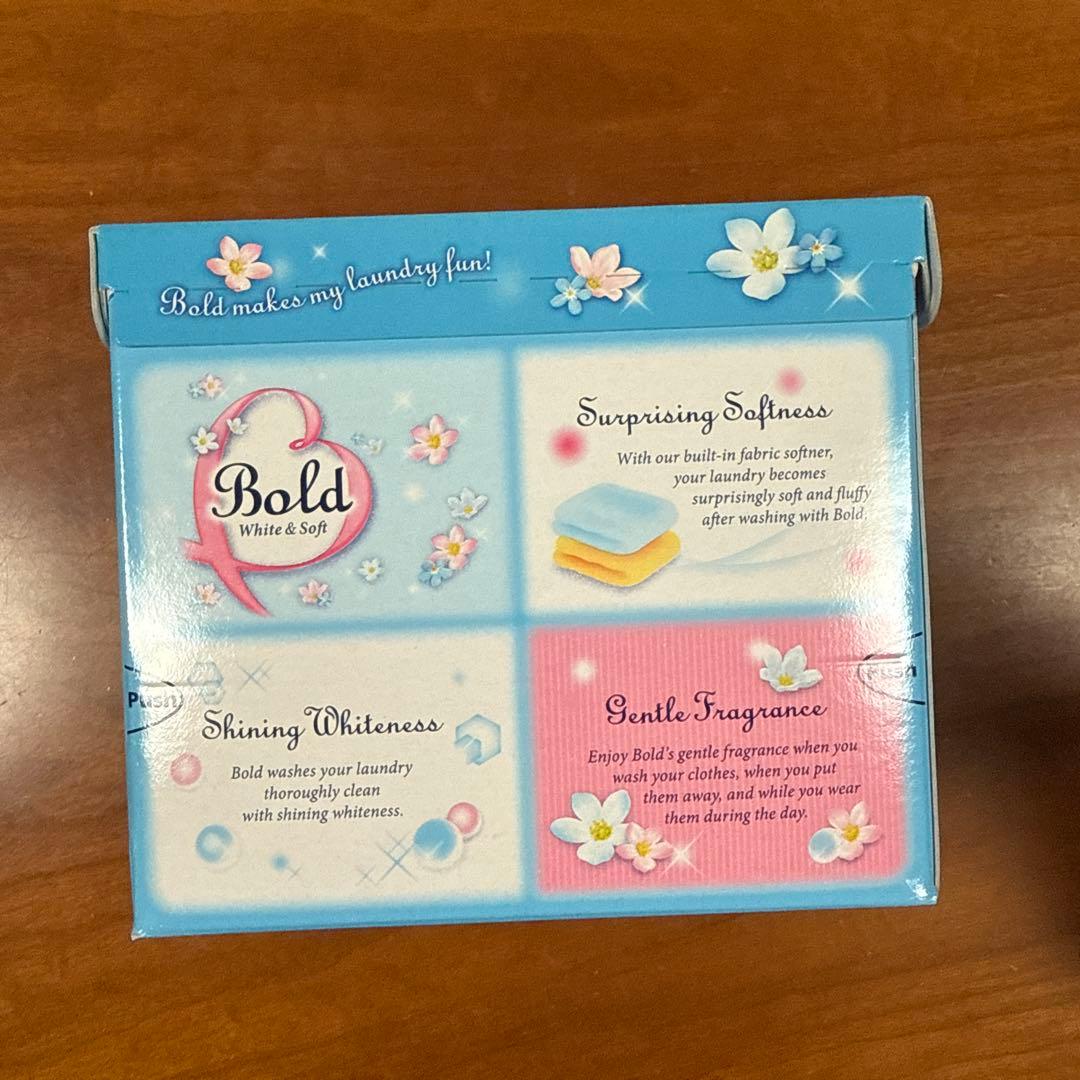 Bold makes my laundry fun!
Bold
White & Soft
Surprising Softness
With our built-in fabric softner,
your laundry becomes
surprisingly soft and fluffy
after washing with Bold.
Push
Push
Shining Whiteness
Bold washes your laundry
thoroughly clean
with shining whiteness.
Gentle Fragrance
Enjoy Bold's gentle fragrance when you
wash your clothes, when you put
them away, and while you wear
them during the day.